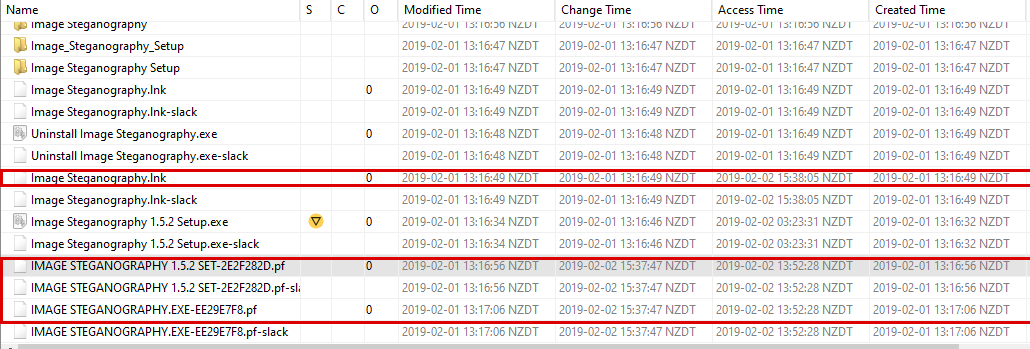 Name S C O Modified Time Change Time Access Time Created Time
Image Steganography 2019-02-01 13:16:56 NZDT 2019-02-01 13:16:56 NZDT 2019-02-01 13:16:56 NZDT 2019-02-01 13:16:47 NZDT
Image_Steganography_Setup 2019-02-01 13:16:47 NZDT 2019-02-01 13:16:47 NZDT 2019-02-01 13:16:47 NZDT 2019-02-01 13:16:47 NZDT
Image Steganography Setup 2019-02-01 13:16:47 NZDT 2019-02-01 13:16:47 NZDT 2019-02-01 13:16:47 NZDT 2019-02-01 13:16:47 NZDT
Image Steganography.lnk 0 2019-02-01 13:16:49 NZDT 2019-02-01 13:16:49 NZDT 2019-02-01 13:16:49 NZDT 2019-02-01 13:16:49 NZDT
Image Steganography.lnk-slack 2019-02-01 13:16:49 NZDT 2019-02-01 13:16:49 NZDT 2019-02-01 13:16:49 NZDT 2019-02-01 13:16:49 NZDT
Uninstall Image Steganography.exe 0 2019-02-01 13:16:48 NZDT 2019-02-01 13:16:48 NZDT 2019-02-01 13:16:49 NZDT 2019-02-01 13:16:49 NZDT
Uninstall Image Steganography.exe-slack 2019-02-01 13:16:48 NZDT 2019-02-01 13:16:48 NZDT 2019-02-01 13:16:49 NZDT 2019-02-01 13:16:49 NZDT
Image Steganography.lnk 0 2019-02-01 13:16:49 NZDT 2019-02-01 13:16:49 NZDT 2019-02-02 15:38:05 NZDT 2019-02-01 13:16:49 NZDT
Image Steganography.lnk-slack 2019-02-01 13:16:49 NZDT 2019-02-01 13:16:49 NZDT 2019-02-02 15:38:05 NZDT 2019-02-01 13:16:49 NZDT
Image Steganography 1.5.2 Setup.exe 0 2019-02-01 13:16:34 NZDT 2019-02-01 13:16:46 NZDT 2019-02-02 03:23:31 NZDT 2019-02-01 13:16:32 NZDT
Image Steganography 1.5.2 Setup.exe-slack 2019-02-01 13:16:34 NZDT 2019-02-01 13:16:46 NZDT 2019-02-02 03:23:31 NZDT 2019-02-01 13:16:32 NZDT
IMAGE STEGANOGRAPHY 1.5.2 SET-2E2F282D.pf 0 2019-02-01 13:16:56 NZDT 2019-02-02 15:37:47 NZDT 2019-02-02 13:52:28 NZDT 2019-02-01 13:16:56 NZDT
IMAGE STEGANOGRAPHY 1.5.2 SET-2E2F282D.pf-sl 2019-02-01 13:16:56 NZDT 2019-02-02 15:37:47 NZDT 2019-02-02 13:52:28 NZDT 2019-02-01 13:16:56 NZDT
IMAGE STEGANOGRAPHY.EXE-EE29E7F8.pf 0 2019-02-01 13:17:06 NZDT 2019-02-02 15:37:47 NZDT 2019-02-02 13:52:28 NZDT 2019-02-01 13:17:06 NZDT
IMAGE STEGANOGRAPHY.EXE-EE29E7F8.pf-slack 2019-02-01 13:17:06 NZDT 2019-02-02 15:37:47 NZDT 2019-02-02 13:52:28 NZDT 2019-02-01 13:17:06 NZDT